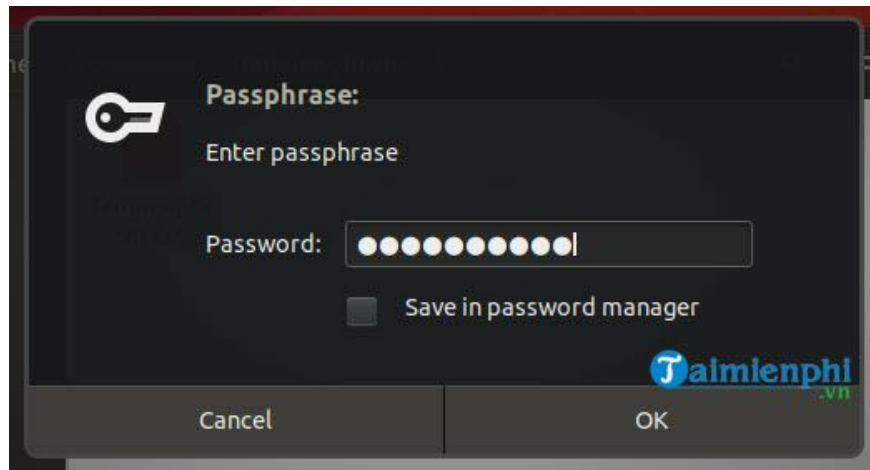 Passphrase:
Enter passphrase
Password: ●●●●●●●●●●
Save in password manager
Taimienphi
.vn
Cancel
OK